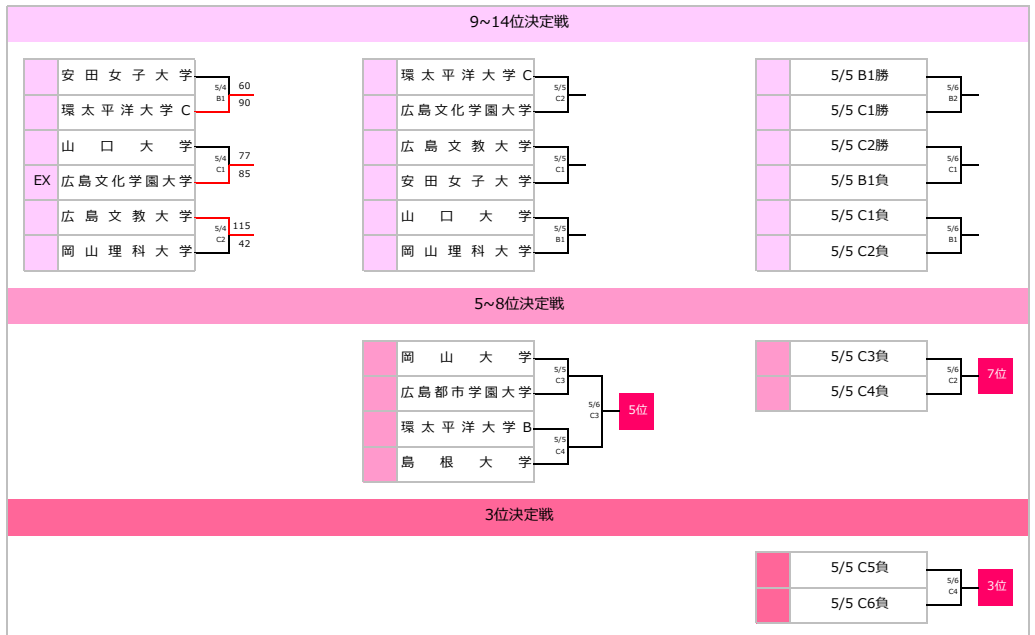 9~14位決定戦
安田女子大学
環太平洋大学C
5/4
B1
60
90
山口大学
EX 広島文化学園大学
5/4
C1
77
85
広島文教大学
岡山理科大学
5/4
C2
115
42
環太平洋大学C
広島文化学園大学
5/5
C2
広島文教大学
安田女子大学
5/5
C1
山口大学
岡山理科大学
5/5
B1
5/5 B1勝
5/5 C1勝
5/6
B2
5/5 C2勝
5/5 B1負
5/6
C1
5/5 C1負
5/5 C2負
5/6
B1
5~8位決定戦
岡山大学
広島都市学園大学
5/5
C3
環太平洋大学B
島根大学
5/5
C4
5/6
C3
5位
5/5 C3負
5/5 C4負
5/6
C2
7位
3位決定戦
5/5 C5負
5/5 C6負
5/6
C4
3位